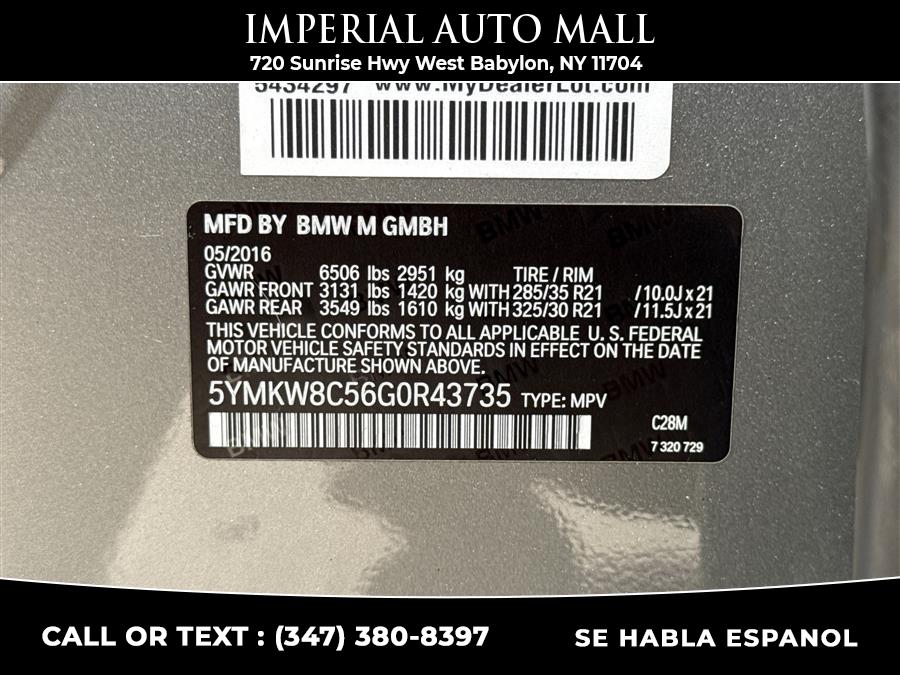 IMPERIAL AUTO MALL
720 Sunrise Hwy West Babylon, NY 11704
5434297 www.MyDealerLot.com
MFD BY BMW M GMBH
05/2016
GVWR 6506 lbs 2951 kg TIRE / RIM
GAWR FRONT 3131 lbs 1420 kg WITH 285/35 R21 /10.0J x 21
GAWR REAR 3549 lbs 1610 kg WITH 325/30 R21 /11.5J x 21
THIS VEHICLE CONFORMS TO ALL APPLICABLE U. S. FEDERAL
MOTOR VEHICLE SAFETY STANDARDS IN EFFECT ON THE DATE
OF MANUFACTURE SHOWN ABOVE.
5YMKW8C56G0R43735 TYPE: MPV
C28M
7 320 729
CALL OR TEXT : (347) 380-8397
SE HABLA ESPANOL